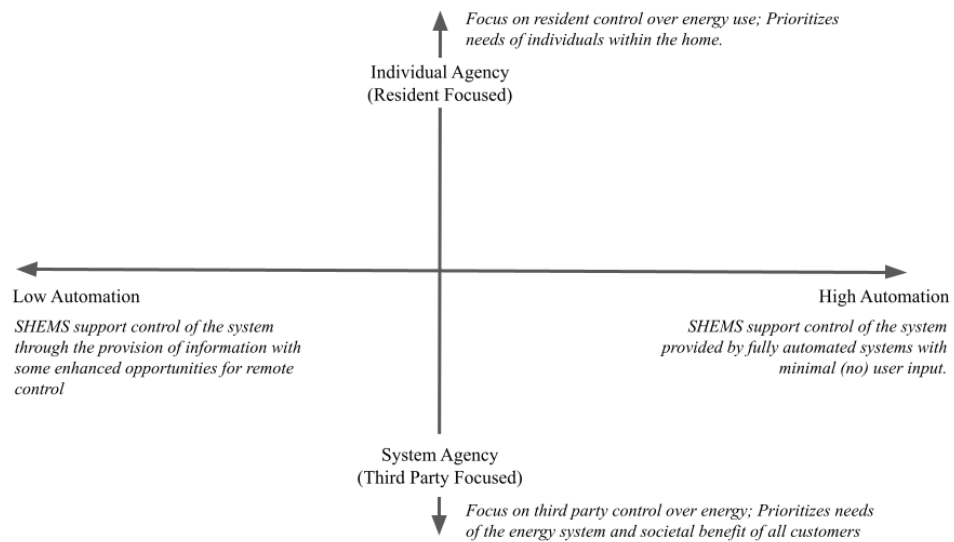 Focus on resident control over energy use; Prioritizes
needs of individuals within the home.
Individual Agency
(Resident Focused)
Low Automation
SHEMS support control of the system
through the provision of information with
some enhanced opportunities for remote
control
High Automation
SHEMS support control of the system
provided by fully automated systems with
minimal (no) user input.
System Agency
(Third Party Focused)
Focus on third party control over energy; Prioritizes needs
of the energy system and societal benefit of all customers